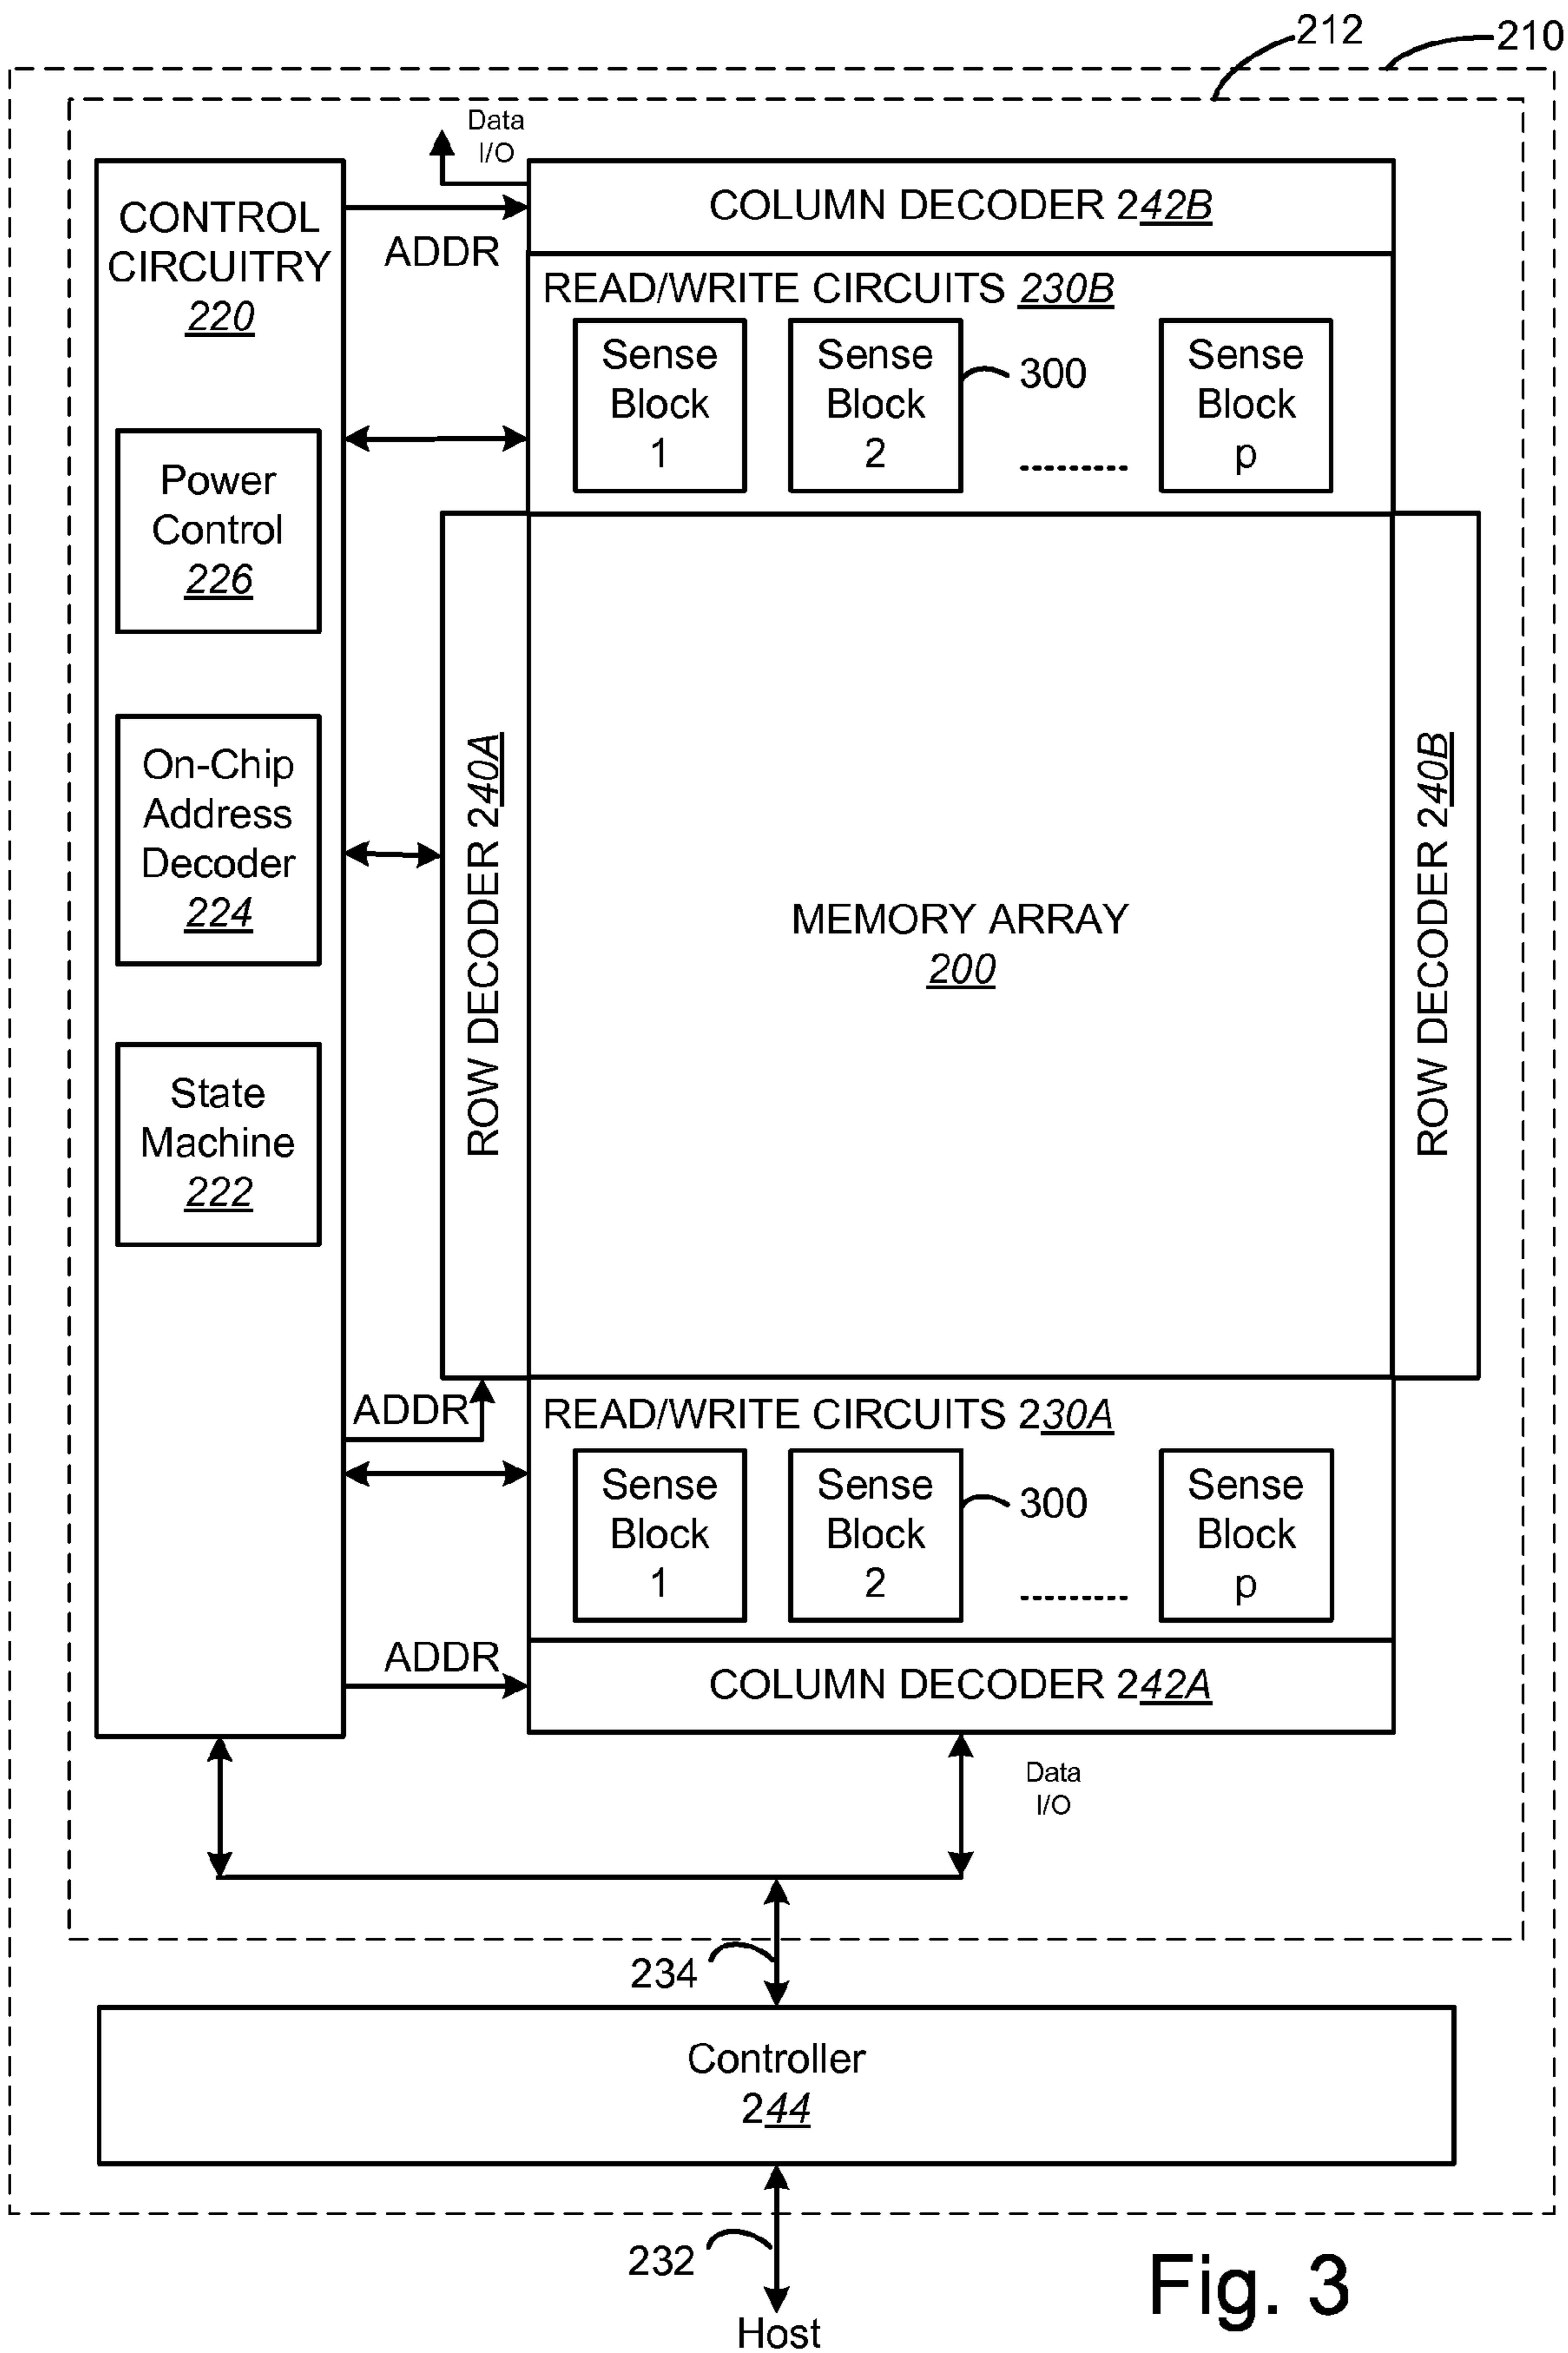 212
210
Data
I/O
CONTROL
CIRCUITRY
220
ADDR
COLUMN DECODER 242B
READ/WRITE CIRCUITS 230B
Sense
Block
1
Sense
Block
2
300
.........
Sense
Block
p
Power
Control
226
On-Chip
Address
Decoder
224
State
Machine
222
ROW DECODER 240A
MEMORY ARRAY
200
ROW DECODER 240B
ADDR
READ/WRITE CIRCUITS 230A
Sense
Block
1
Sense
Block
2
300
.........
Sense
Block
p
ADDR
COLUMN DECODER 242A
Data
I/O
234
Controller
244
232
Host
Fig. 3